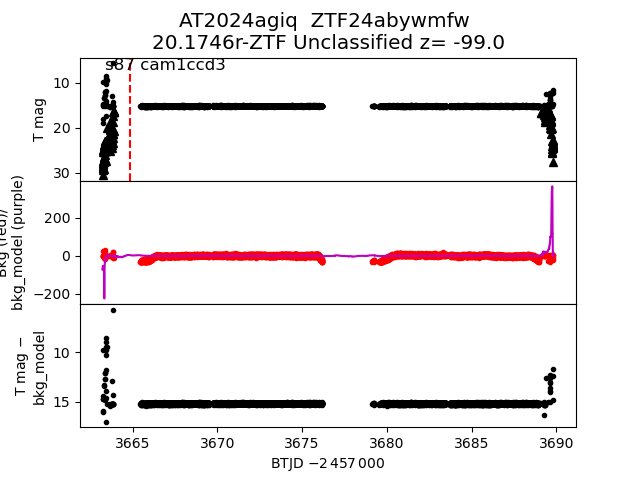 AT2024agiq  ZTF24abywmfw
20.1746r-ZTF Unclassified z= -99.0
s87 cam1ccd3
10
20
30
T mag
200
0
−200
Bkg (red)/
bkg_model (purple)
10
15
T mag −
bkg_model
3665
3670
3675
3680
3685
3690
BTJD −2 457 000